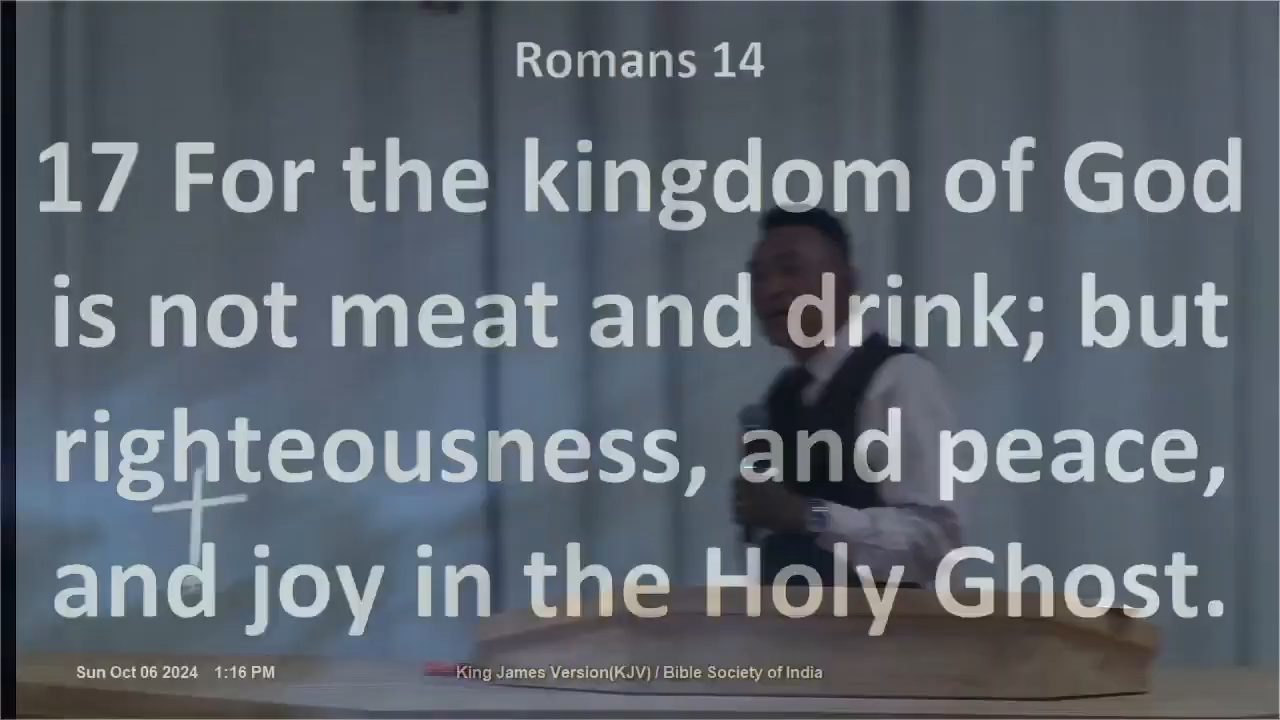 Romans 14
17 For the kingdom of God
is not meat and drink; but
righteousness, and peace,
and joy in the Holy Ghost.
Sun Oct 06 2024 1:16 PM
King James Version(KJV) / Bible Society of India